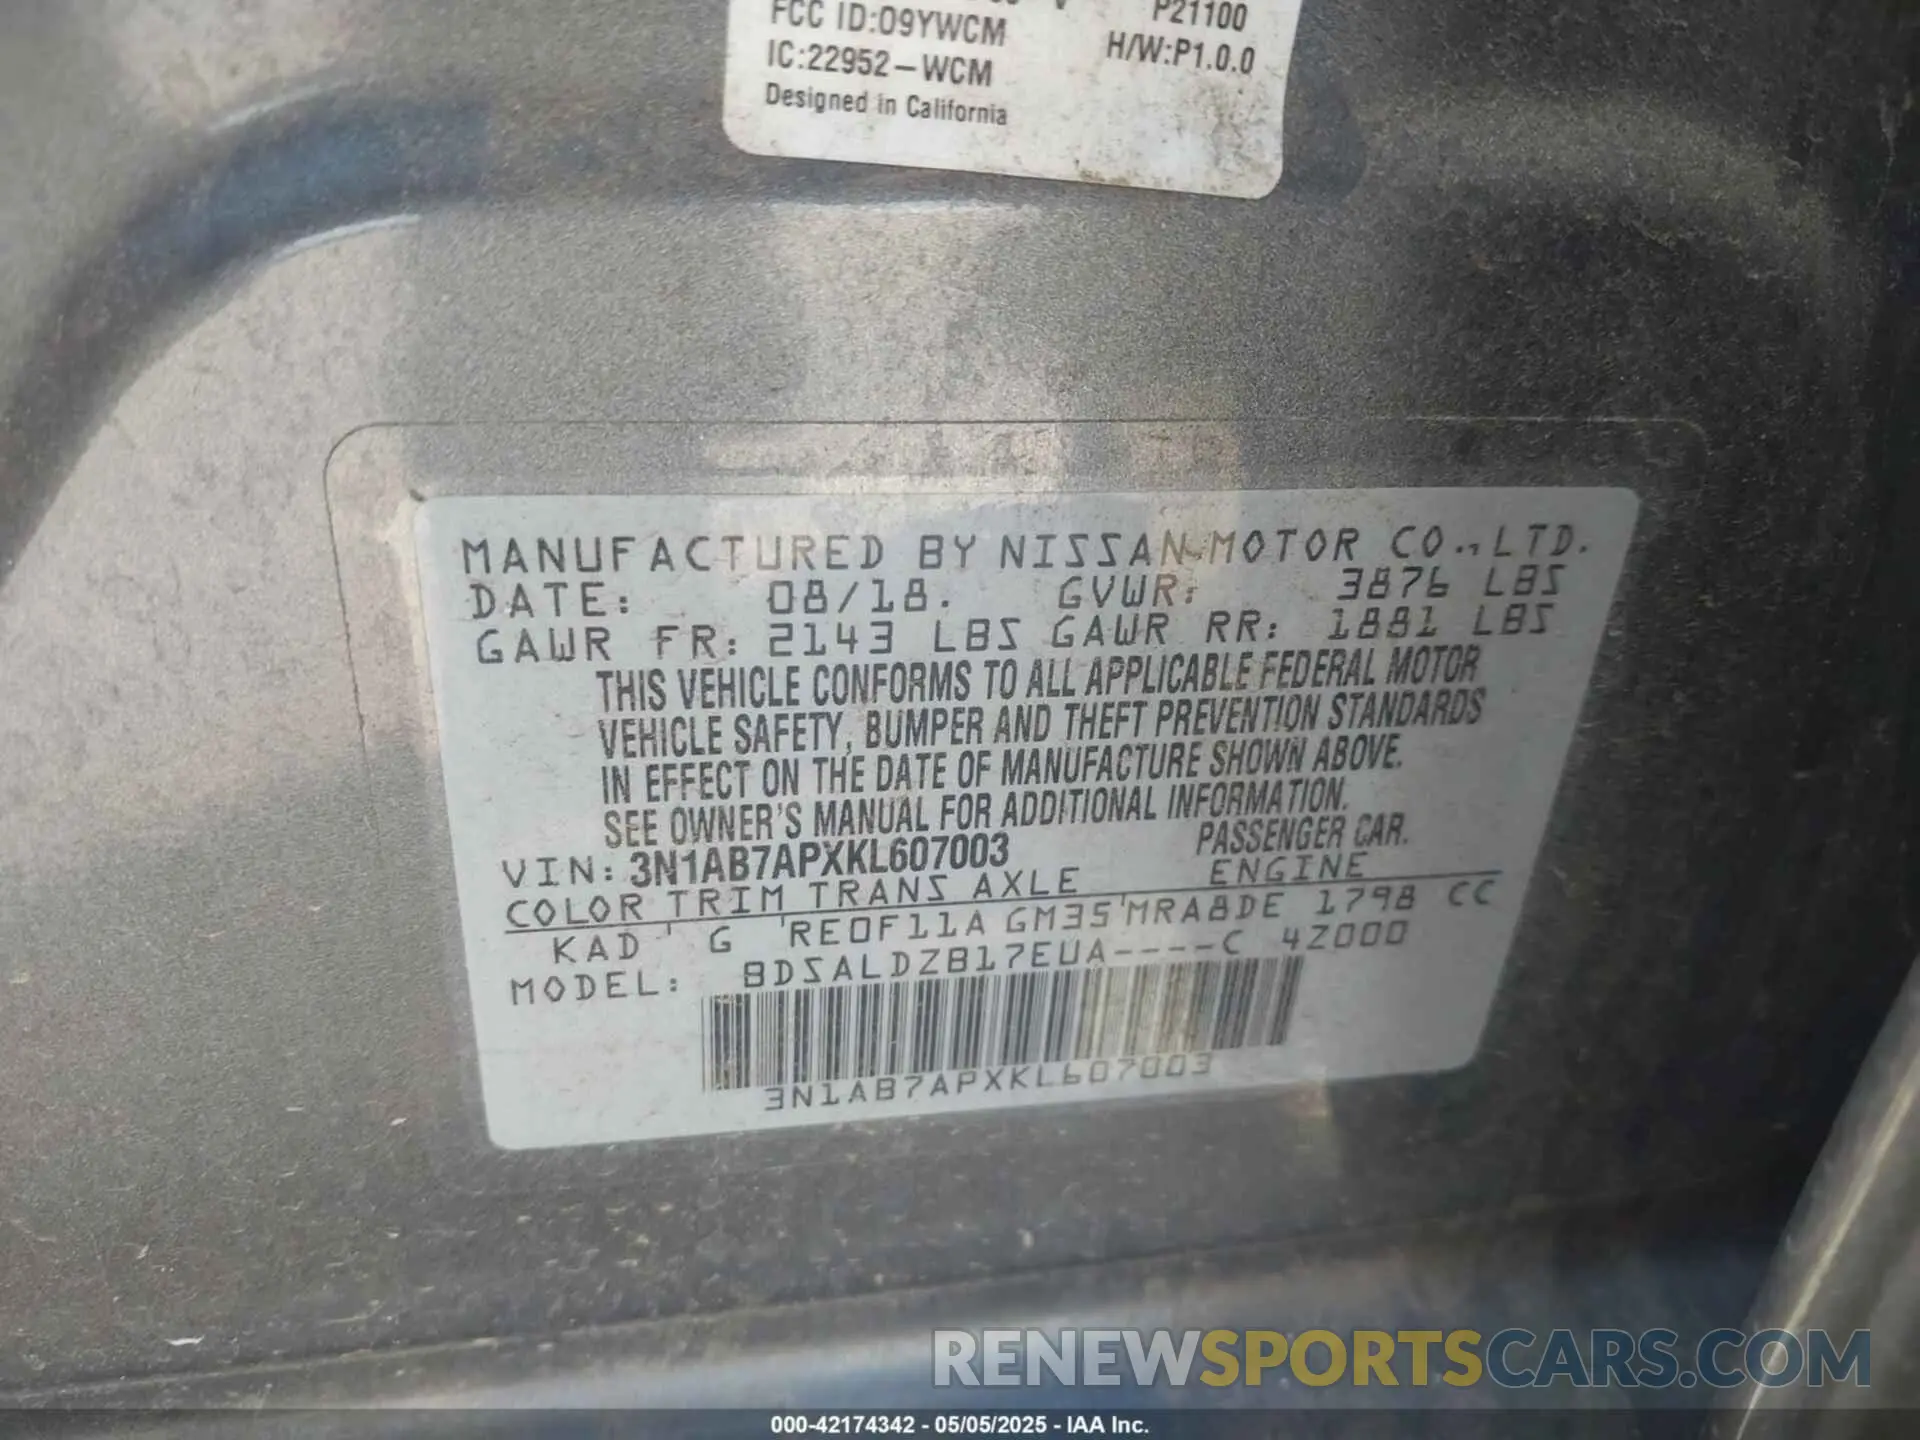 P21100
FCC ID:O9YWCM
H/W:P1.0.0
IC:22952-WCM
Designed in California
MANUFACTURED BY NISSAN MOTOR CO., LTD.
DATE: 08/18. GVWR: 3876 LBS
GAWR FR: 2143 LBS GAWR RR: 1881 LBS
THIS VEHICLE CONFORMS TO ALL APPLICABLE FEDERAL MOTOR
VEHICLE SAFETY, BUMPER AND THEFT PREVENTION STANDARDS
IN EFFECT ON THE DATE OF MANUFACTURE SHOWN ABOVE.
SEE OWNER'S MANUAL FOR ADDITIONAL INFORMATION.
VIN: 3N1AB7APXKL607003 PASSENGER CAR.
COLOR TRIM TRANS AXLE ENGINE
KAD ' G 'RE0F11A GM35'MRA8DE 1798 CC
MODEL: BDSALDZB17EUA----C 4Z000
3N1AB7APXKL607003
RENEWSPORTSCARS.COM
000-42174342 - 05/05/2025 - IAA Inc.